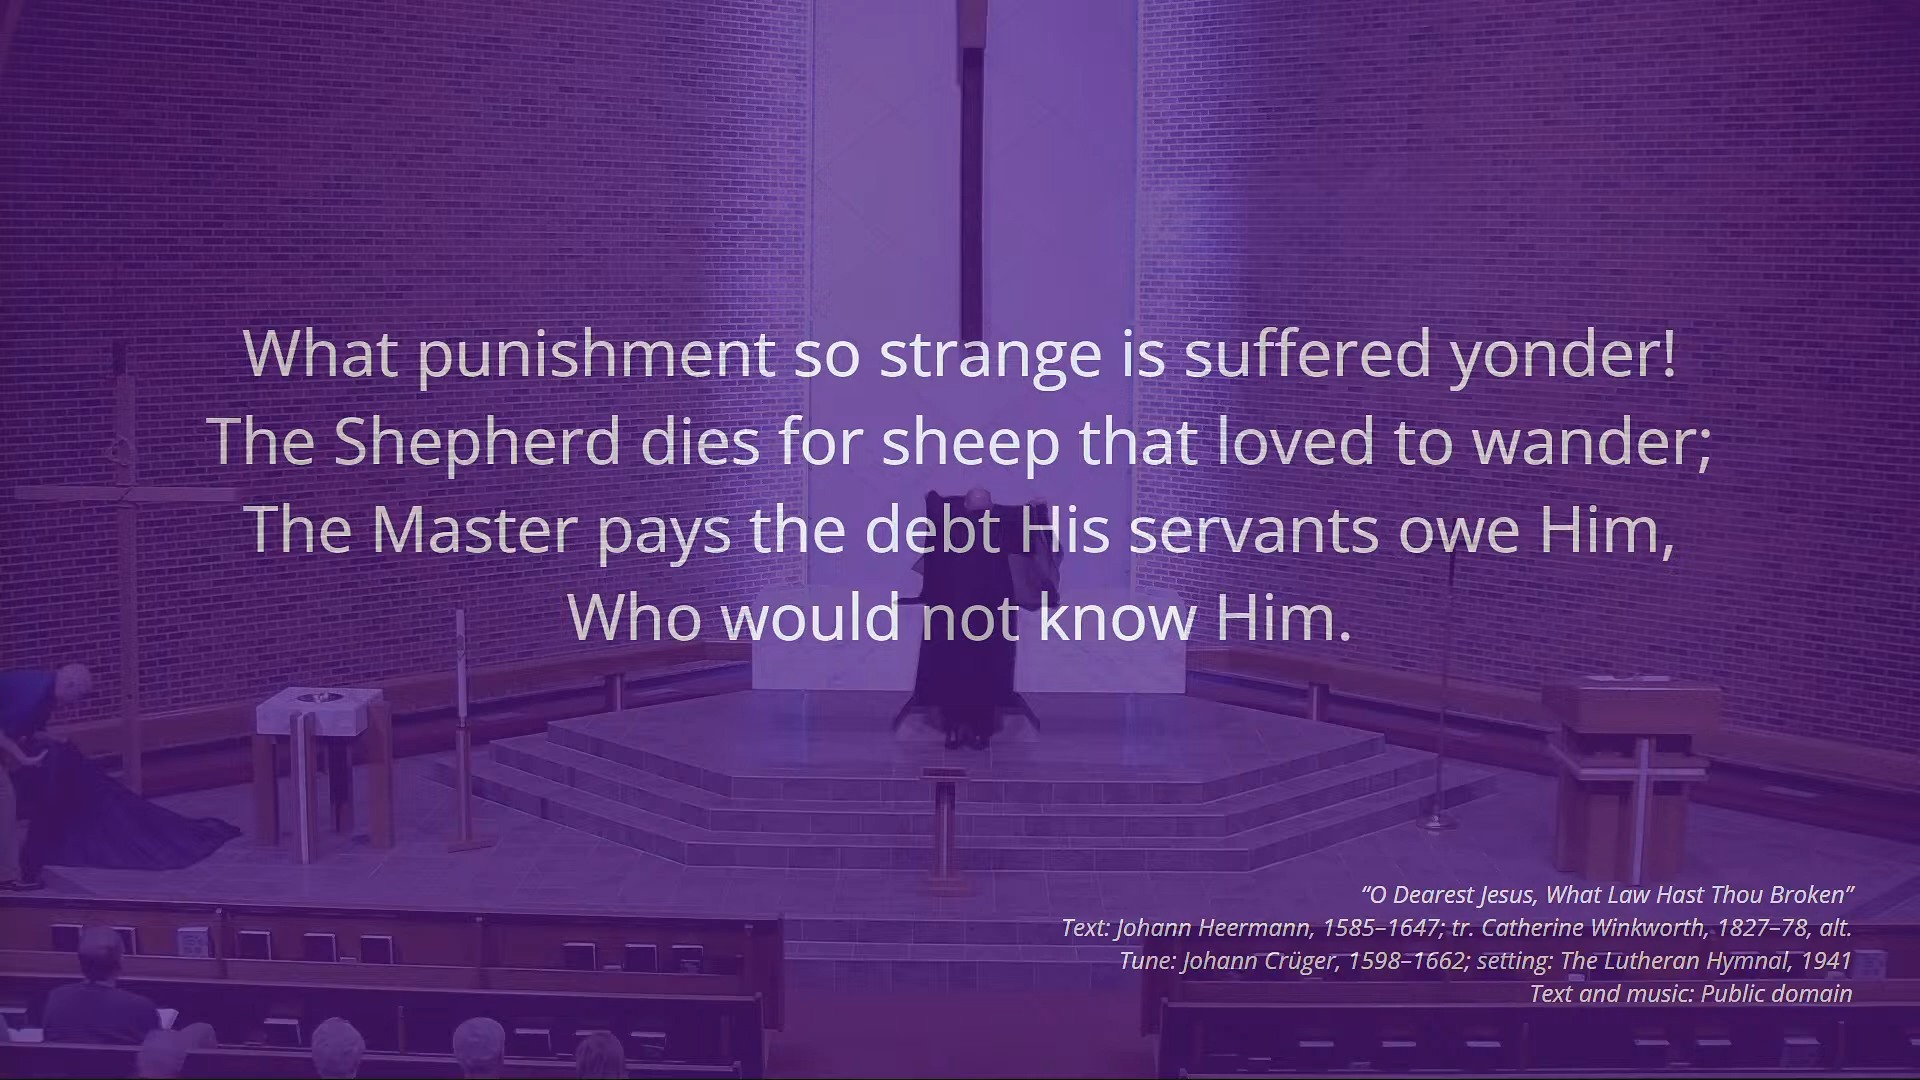 What punishment so strange is suffered yonder!
The Shepherd dies for sheep that loved to wander;
The Master pays the debt His servants owe Him,
Who would not know Him.
“O Dearest Jesus, What Law Hast Thou Broken”
Text: Johann Heermann, 1585–1647; tr. Catherine Winkworth, 1827–78, alt.
Tune: Johann Crüger, 1598–1662; setting: The Lutheran Hymnal, 1941
Text and music: Public domain